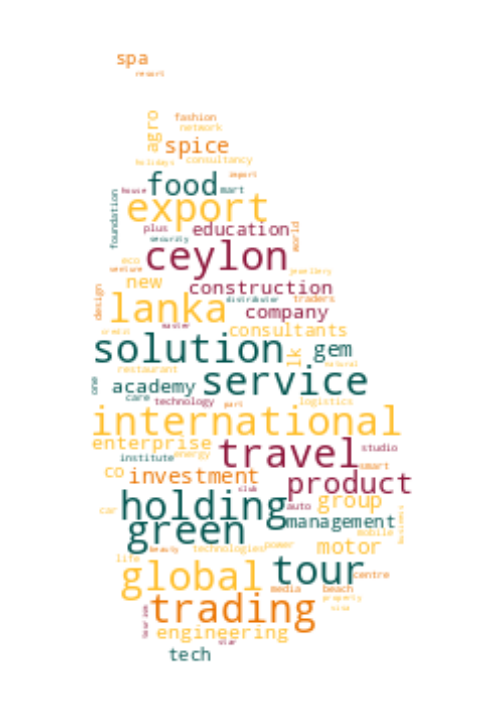 spa
resort
agro
fashion
network
spice
holidays
consultancy
import
food
house
mart
foundation
export
plus
education
world
security
ceylon
eco
venture
jewellery
new
construction
design
lanka
distributor
traders
company
master
credit
consultants
solution
lk
gem
restaurant
natural
one
academy
service
care
technology
part
logistics
international
enterprise
travel
studio
institute
energy
smart
co
investment
product
club
holding
auto
group
car
management
business
green
mobile
motor
beauty
technologies
power
life
global
tour
centre
media
beach
property
visa
trading
tourism
engineering
star
tech